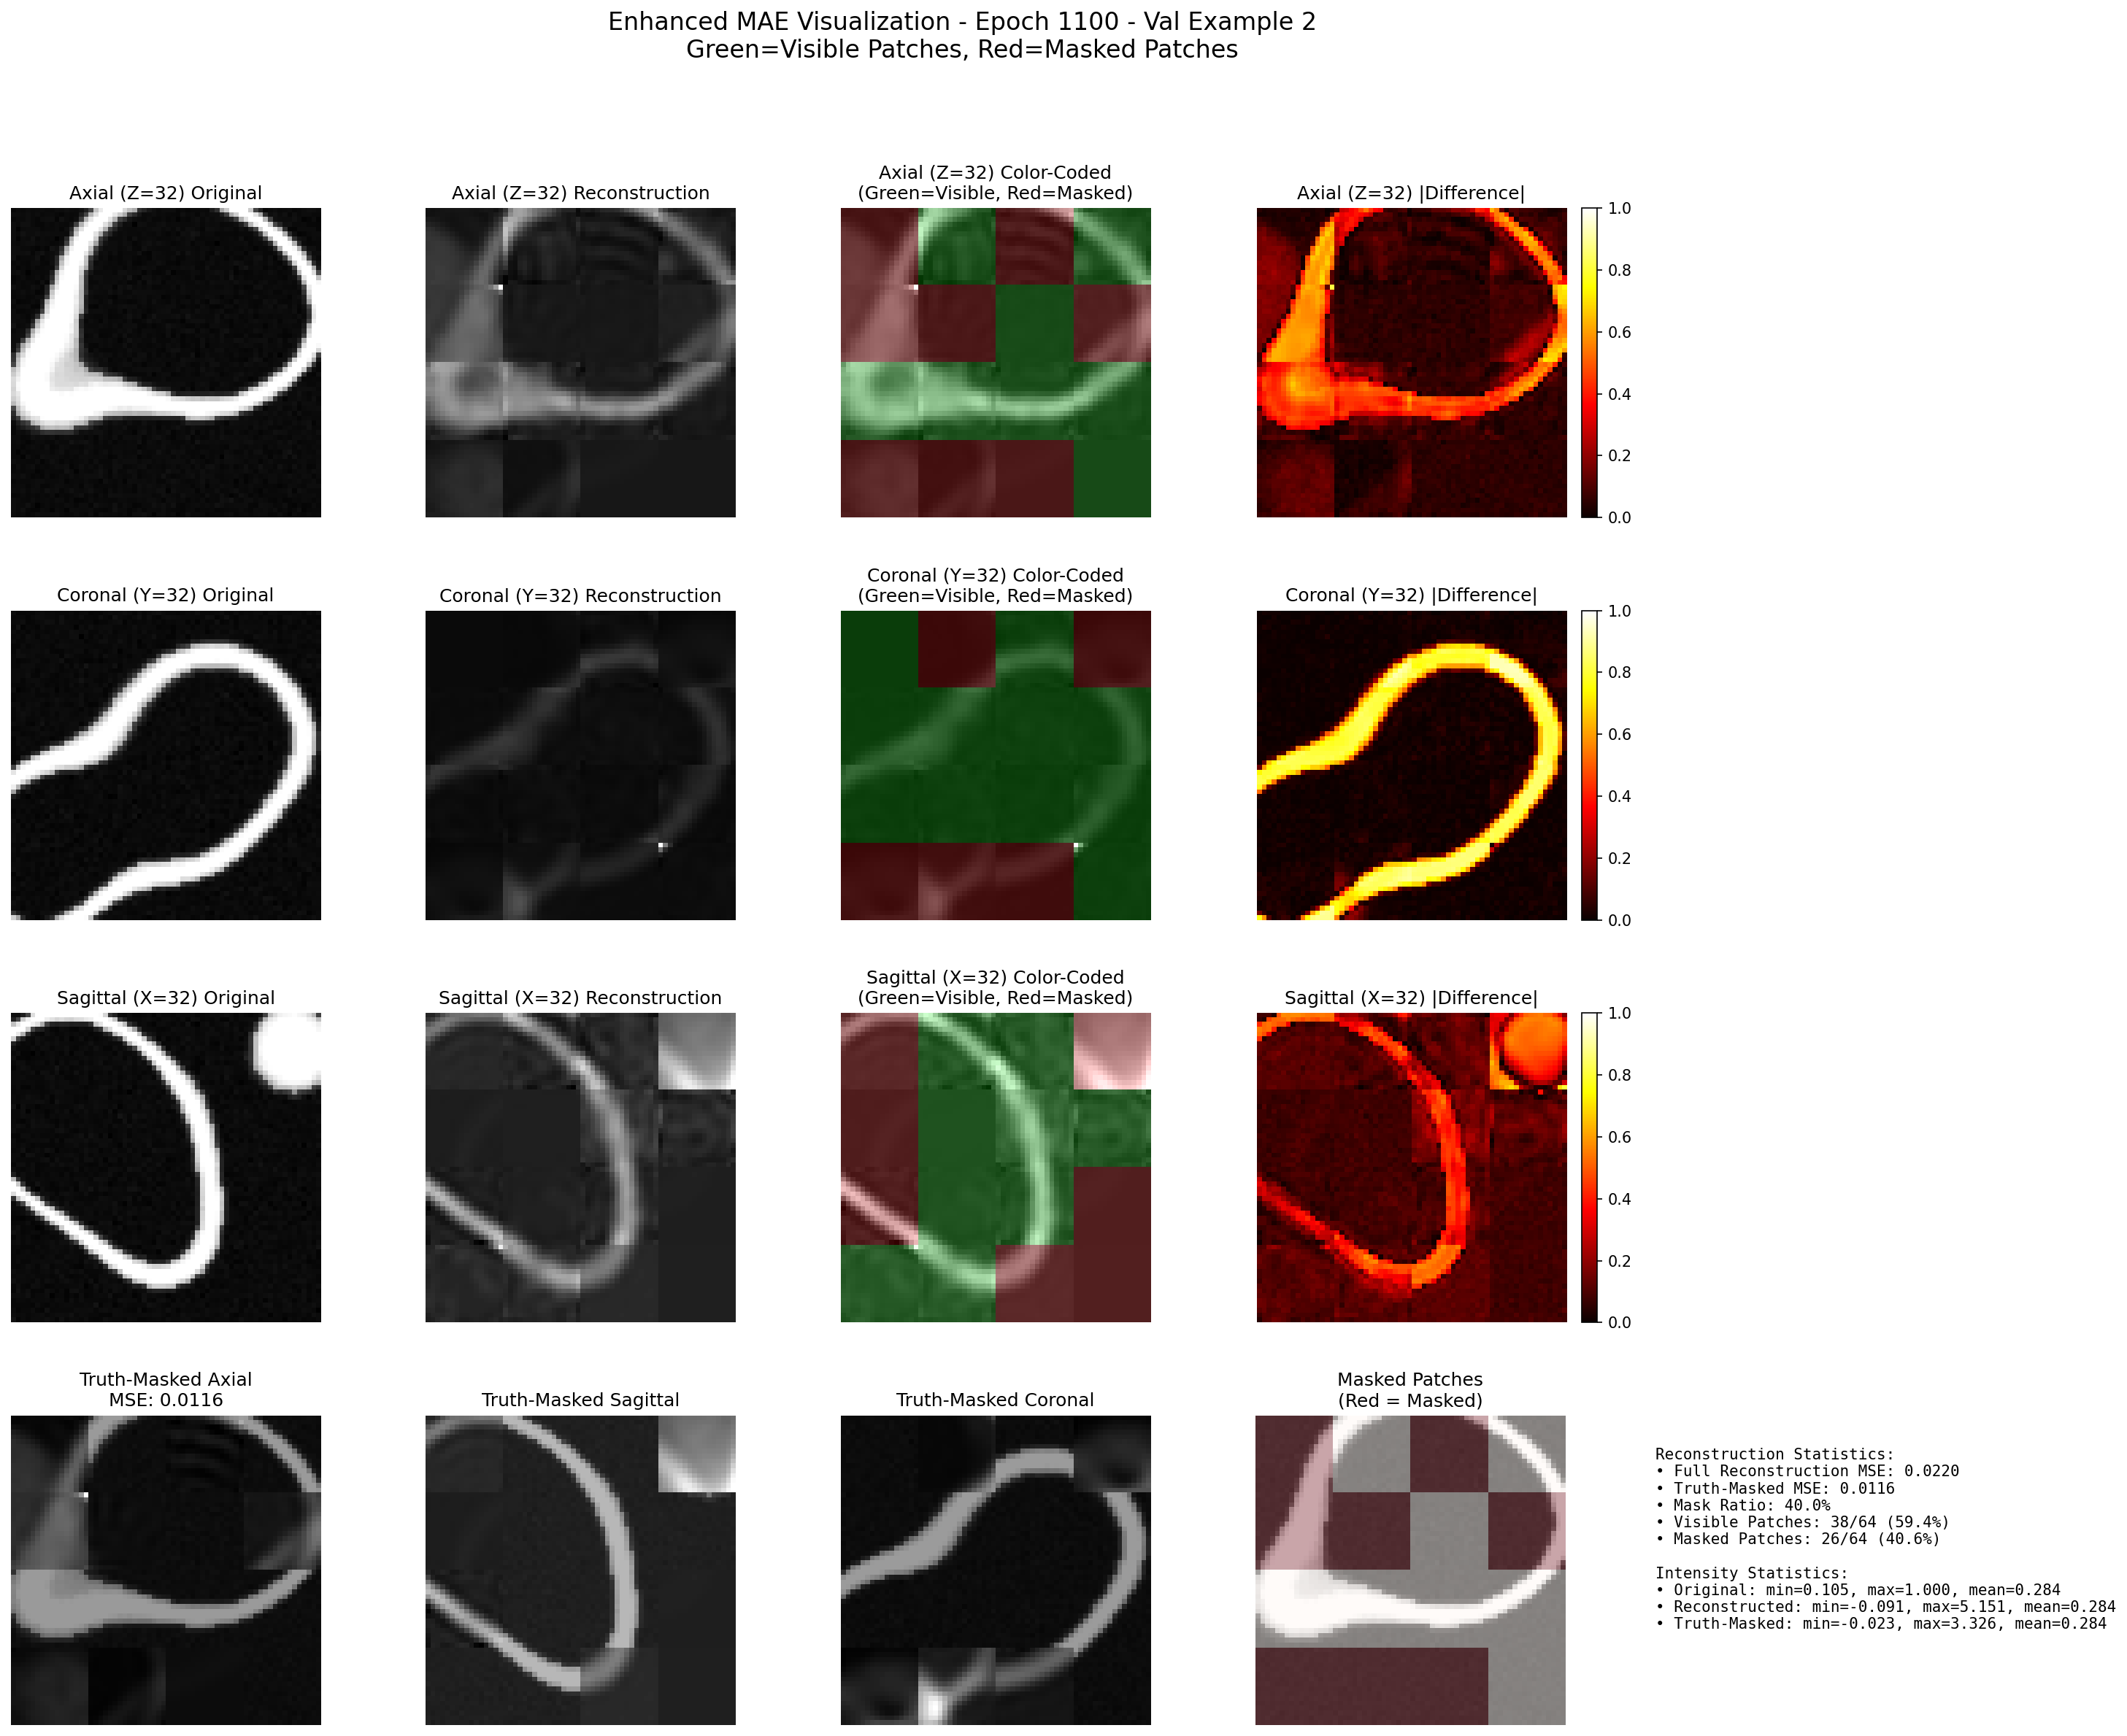 Enhanced MAE Visualization - Epoch 1100 - Val Example 2
Green=Visible Patches, Red=Masked Patches
Axial (Z=32) Original
Axial (Z=32) Reconstruction
Axial (Z=32) Color-Coded
(Green=Visible, Red=Masked)
Axial (Z=32) |Difference|
1.0
0.8
0.6
0.4
0.2
0.0
Coronal (Y=32) Original
Coronal (Y=32) Reconstruction
Coronal (Y=32) Color-Coded
(Green=Visible, Red=Masked)
Coronal (Y=32) |Difference|
1.0
0.8
0.6
0.4
0.2
0.0
Sagittal (X=32) Original
Sagittal (X=32) Reconstruction
Sagittal (X=32) Color-Coded
(Green=Visible, Red=Masked)
Sagittal (X=32) |Difference|
1.0
0.8
0.6
0.4
0.2
0.0
Truth-Masked Axial
MSE: 0.0116
Truth-Masked Sagittal
Truth-Masked Coronal
Masked Patches
(Red = Masked)
Reconstruction Statistics:
• Full Reconstruction MSE: 0.0220
• Truth-Masked MSE: 0.0116
• Mask Ratio: 40.0%
• Visible Patches: 38/64 (59.4%)
• Masked Patches: 26/64 (40.6%)
Intensity Statistics:
• Original: min=0.105, max=1.000, mean=0.284
• Reconstructed: min=-0.091, max=5.151, mean=0.284
• Truth-Masked: min=-0.023, max=3.326, mean=0.284